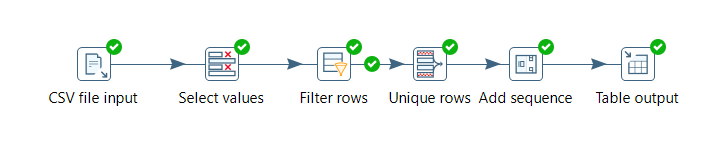 CSV file input
Select values
Filter rows
Unique rows
Add sequence
Table output